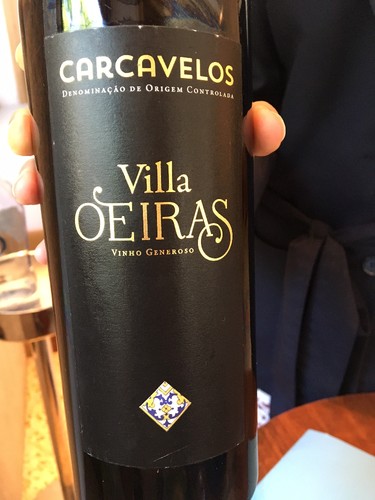 CARCAVELOS
DENOMINAÇÃO DE ORIGEM CONTROLADA
Villa
OEIRAS
VINHO GENEROSO